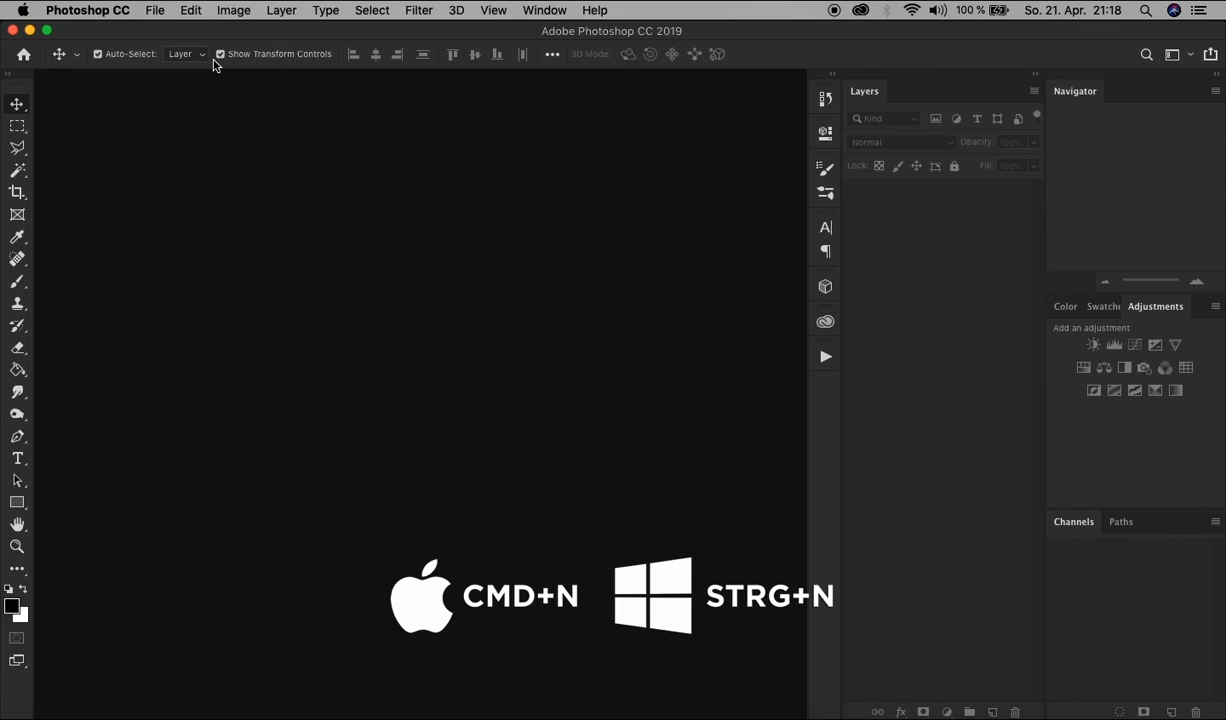 Photoshop CC File Edit Image Layer Type Select Filter 3D View Window Help 100 % So. 21. Apr. 21:18
Adobe Photoshop CC 2019
Auto-Select: Layer Show Transform Controls 3D Mode:
Layers Navigator
Kind
Normal Opacity: 100%
Lock: Fill: 100%
Color Swatche Adjustments
Add an adjustment
Channels Paths
CMD+N STRG+N